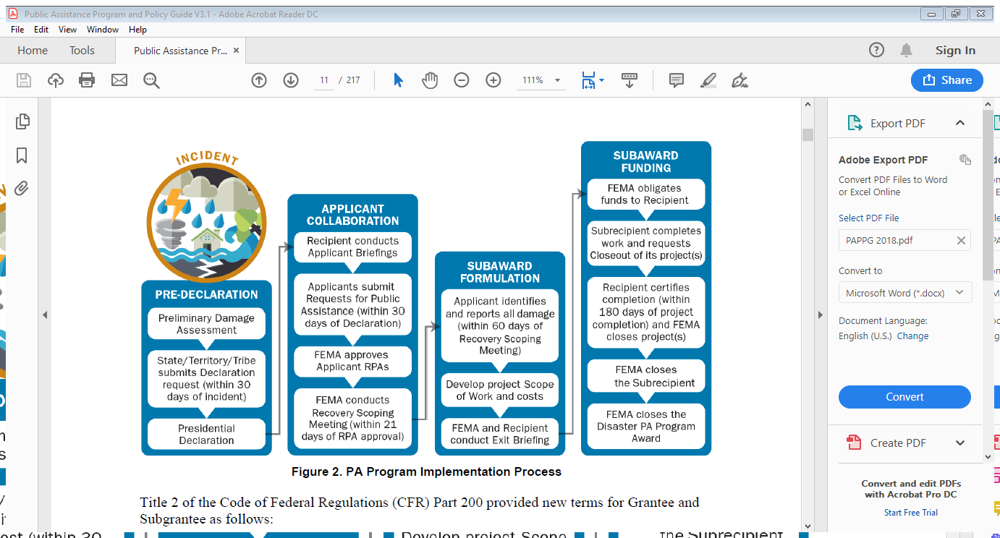 Public Assistance Program and Policy Guide V3.1 - Adobe Acrobat Reader DC
File Edit View Window Help
Home Tools Public Assistance Pr... ×
Sign In
11 / 217
111%
Share
INCIDENT
PRE-DECLARATION
Preliminary Damage
Assessment
State/Territory/Tribe
submits Declaration
request (within 30
days of incident)
Presidential
Declaration
APPLICANT
COLLABORATION
Recipient conducts
Applicant Briefings
Applicants submit
Requests for Public
Assistance (within 30
days of Declaration)
FEMA approves
Applicant RPAs
FEMA conducts
Recovery Scoping
Meeting (within 21
days of RPA approval)
SUBAWARD
FORMULATION
Applicant identifies
and reports all damage
(within 60 days of
Recovery Scoping
Meeting)
Develop project Scope
of Work and costs
FEMA and Recipient
conduct Exit Briefing
SUBAWARD
FUNDING
FEMA obligates
funds to Recipient
Subrecipient completes
work and requests
Closeout of its project(s)
Recipient certifies
completion (within
180 days of project
completion) and FEMA
closes project(s)
FEMA closes
the Subrecipient
FEMA closes the
Disaster PA Program
Award
Figure 2. PA Program Implementation Process
Title 2 of the Code of Federal Regulations (CFR) Part 200 provided new terms for Grantee and
Subgrantee as follows:
Export PDF
Adobe Export PDF
Convert PDF Files to Word
or Excel Online
Select PDF File
PAPPG 2018.pdf
Convert to
Microsoft Word (*.docx)
Document Language:
English (U.S.) Change
Convert
Create PDF
Convert and edit PDFs
with Acrobat Pro DC
Start Free Trial
(within 30
Develop project Scope
the Subrecipient